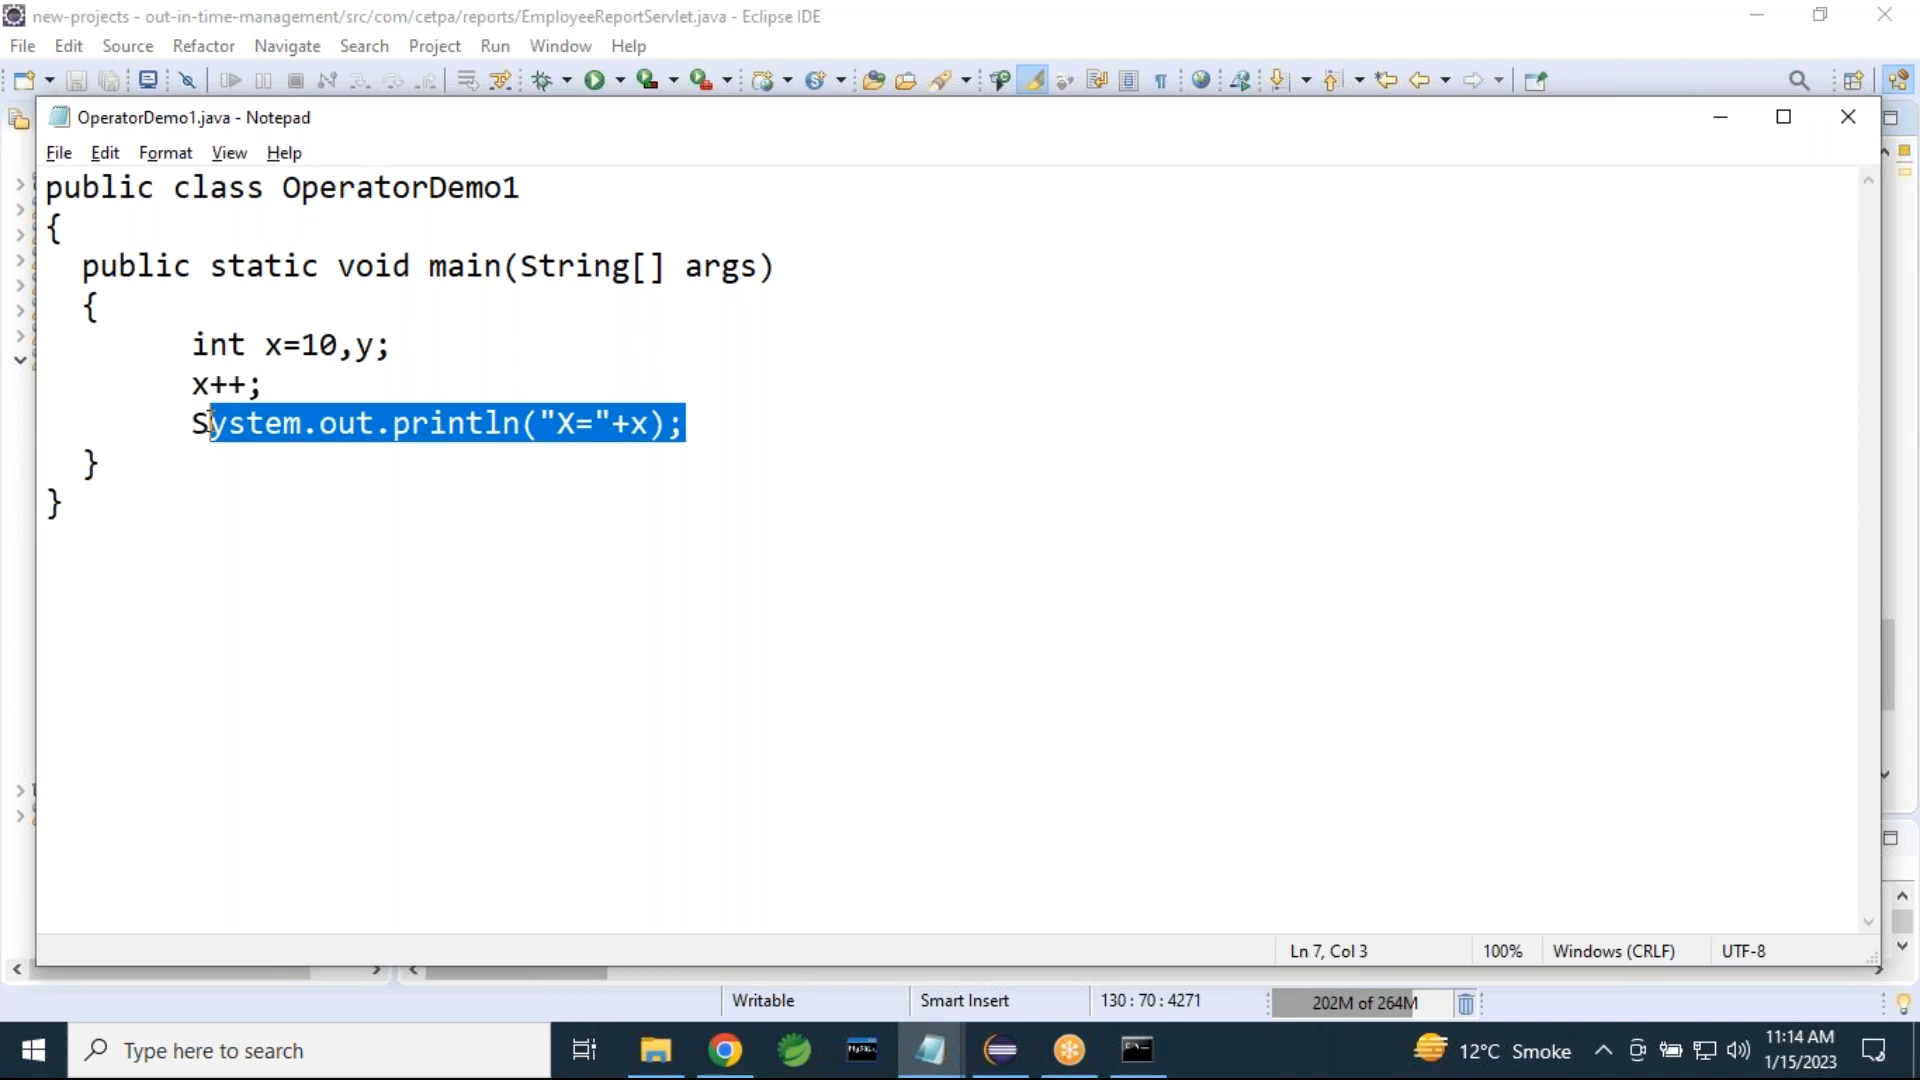 new-projects - out-in-time-management/src/com/cetpa/reports/EmployeeReportServlet.java - Eclipse IDE
File Edit Source Refactor Navigate Search Project Run Window Help
OperatorDemo1.java - Notepad
File Edit Format View Help
public class OperatorDemo1
{
public static void main(String[] args)
{
int x=10,y;
x++;
System.out.println("X="+x);
}
}
Ln 7, Col 3 100% Windows (CRLF) UTF-8
Writable Smart Insert 130 : 70 : 4271 202M of 264M
Type here to search
MySQL
12°C Smoke
11:14 AM
1/15/2023